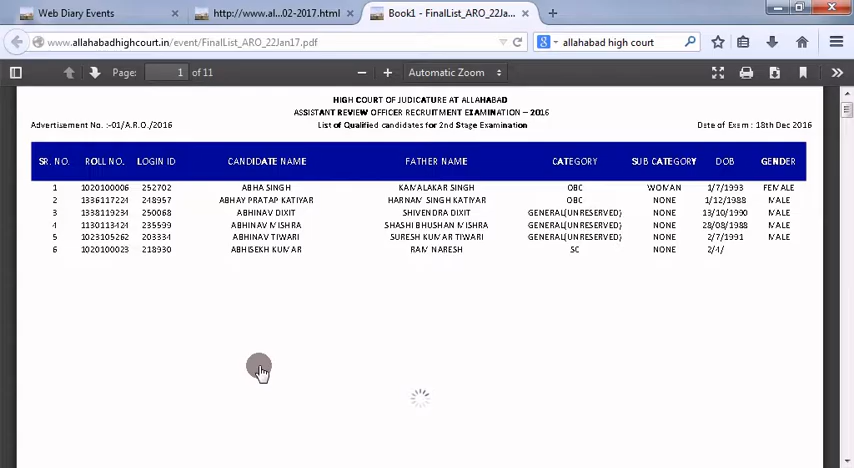 Web Diary Events
http://www.al...02-2017.html
Book1 - FinalList_ARO_22Ja...
www.allahabadhighcourt.in/event/FinalList_ARO_22Jan17.pdf
allahabad high court
Page: 1 of 11
Automatic Zoom
HIGH COURT OF JUDICATURE AT ALLAHABAD
ASSISTANT REVIEW OFFICER RECRUITMENT EXAMINATION – 2016
Advertisement No. :-01/A.R.O./2016 List of Qualified candidates for 2nd Stage Examination Date of Exam : 18th Dec 2016
SR. NO. ROLL NO. LOGIN ID CANDIDATE NAME FATHER NAME CATEGORY SUB CATEGORY DOB GENDER
1 1020100006 252702 ABHA SINGH KAMALAKAR SINGH OBC WOMAN 1/7/1993 FEMALE
2 1336117224 248957 ABHAY PRATAP KATIYAR HARNAM SINGH KATIYAR OBC NONE 1/12/1988 MALE
3 1338119234 250068 ABHINAV DIXIT SHIVENDRA DIXIT GENERAL(UNRESERVED) NONE 13/10/1990 MALE
4 1130113424 235599 ABHINAV MISHRA SHASHI BHUSHAN MISHRA GENERAL(UNRESERVED) NONE 28/08/1988 MALE
5 1023105262 203334 ABHINAV TIWARI SURESH KUMAR TIWARI GENERAL(UNRESERVED) NONE 2/7/1991 MALE
6 1020100023 218930 ABHISEKH KUMAR RAM NARESH SC NONE 2/4/